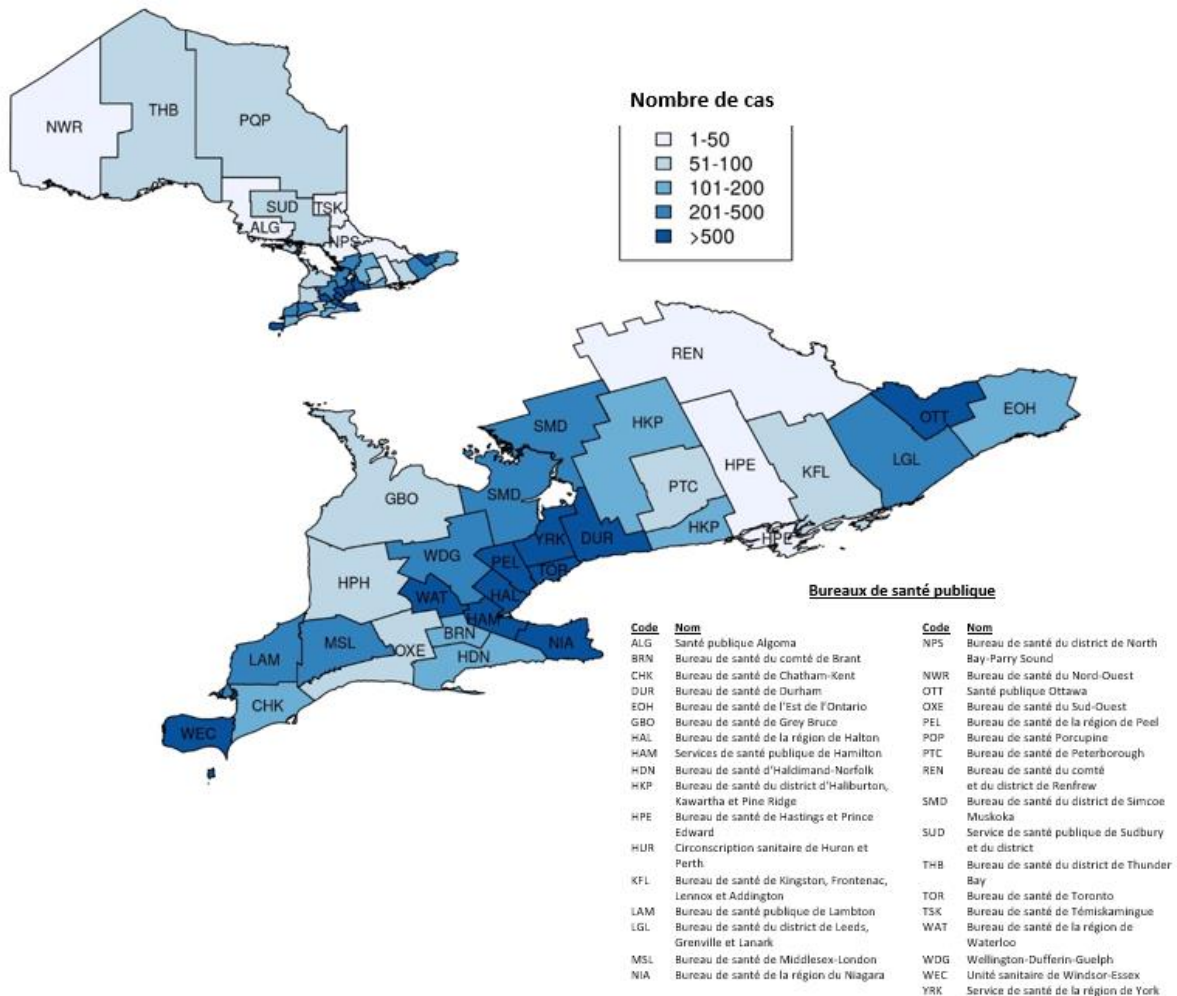 NWR
THB
PQP
SUD
TSK
ALG
NPS
Nombre de cas
1-50
51-100
101-200
201-500
>500
REN
SMD
HKP
OTT
EOH
HPE
LGL
KFL
PTC
GBO
SMD
HKP
YRK
DUR
HPE
WDG
PEL
TOR
HPH
WAT
HAL
HAM
BRN
NIA
MSL
OXE
LAM
HDN
CHK
WEC
Bureaux de santé publique
Code Nom
ALG Santé publique Algoma
BRN Bureau de santé du comté de Brant
CHK Bureau de santé de Chatham-Kent
DUR Bureau de santé de Durham
EOH Bureau de santé de l'Est de l'Ontario
GBO Bureau de santé de Grey Bruce
HAL Bureau de santé de la région de Halton
HAM Services de santé publique de Hamilton
HDN Bureau de santé d'Haldimand-Norfolk
HKP Bureau de santé du district d'Haliburton,
Kawartha et Pine Ridge
HPE Bureau de santé de Hastings et Prince
Edward
HUR Circonscription sanitaire de Huron et
Perth
KFL Bureau de santé de Kingston, Frontenac,
Lennox et Addington
LAM Bureau de santé publique de Lambton
LGL Bureau de santé du district de Leeds,
Grenville et Lanark
MSL Bureau de santé de Middlesex-London
NIA Bureau de santé de la région du Niagara
Code Nom
NPS Bureau de santé du district de North
Bay-Parry Sound
NWR Bureau de santé du Nord-Ouest
OTT Santé publique Ottawa
OXE Bureau de santé du Sud-Ouest
PEL Bureau de santé de la région de Peel
PQP Bureau de santé Porcupine
PTC Bureau de santé de Peterborough
REN Bureau de santé du comté
et du district de Renfrew
SMD Bureau de santé du district de Simcoe
Muskoka
SUD Service de santé publique de Sudbury
et du district
THB Bureau de santé du district de Thunder
Bay
TOR Bureau de santé de Toronto
TSK Bureau de santé de Témiskamingue
WAT Bureau de santé de la région de
Waterloo
WDG Wellington-Dufferin-Guelph
WEC Unité sanitaire de Windsor-Essex
YRK Service de santé de la région de York